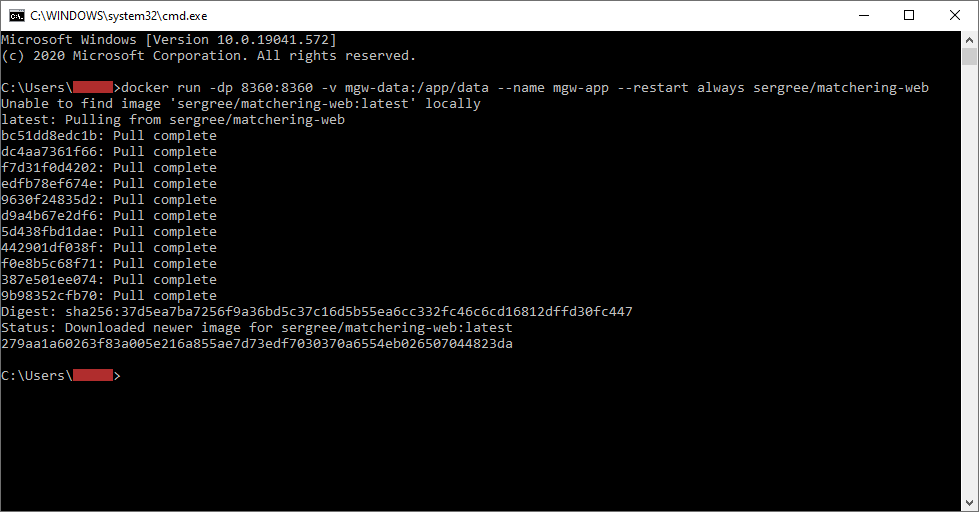 C:\WINDOWS\system32\cmd.exe
Microsoft Windows [Version 10.0.19041.572]
(c) 2020 Microsoft Corporation. All rights reserved.
C:\Users\>docker run -dp 8360:8360 -v mgw-data:/app/data --name mgw-app --restart always sergree/matchering-web
Unable to find image 'sergree/matchering-web:latest' locally
latest: Pulling from sergree/matchering-web
bc51dd8edc1b: Pull complete
dc4aa7361f66: Pull complete
f7d31f0d4202: Pull complete
edfb78ef674e: Pull complete
9630f24835d2: Pull complete
d9a4b67e2df6: Pull complete
5d438fbd1dae: Pull complete
442901df038f: Pull complete
f0e8b5c68f71: Pull complete
387e501ee074: Pull complete
9b98352cfb70: Pull complete
Digest: sha256:37d5ea7ba7256f9a36bd5c37c16d5b55ea6cc332fc46c6cd16812dffd30fc447
Status: Downloaded newer image for sergree/matchering-web:latest
279aa1a60263f83a005e216a855ae7d73edf7030370a6554eb026507044823da
C:\Users\>